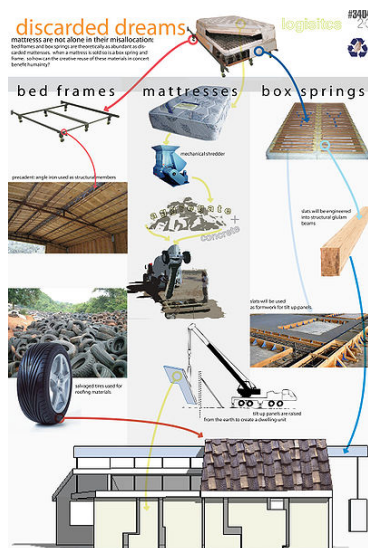 discarded dreams
logisitcs
#340
mattress are not alone in their misallocation:
bed frames and box springs are theoretically as abundant as dis-
carded mattresses. when a mattress is sold so is a box spring and
frame. so how can the creative reuse of these materials in concert
benefit humanity?
bed frames
mattresses
box springs
mechanical shredder
precedent: angle iron used as structural members
aggregate
+
concrete
slats will be engineered
into structural glulam
beams
slats will be used
as formwork for tilt up panels.
salvaged tires used for
roofing materials
tilt up panels are raised
from the earth to create a dwelling unit